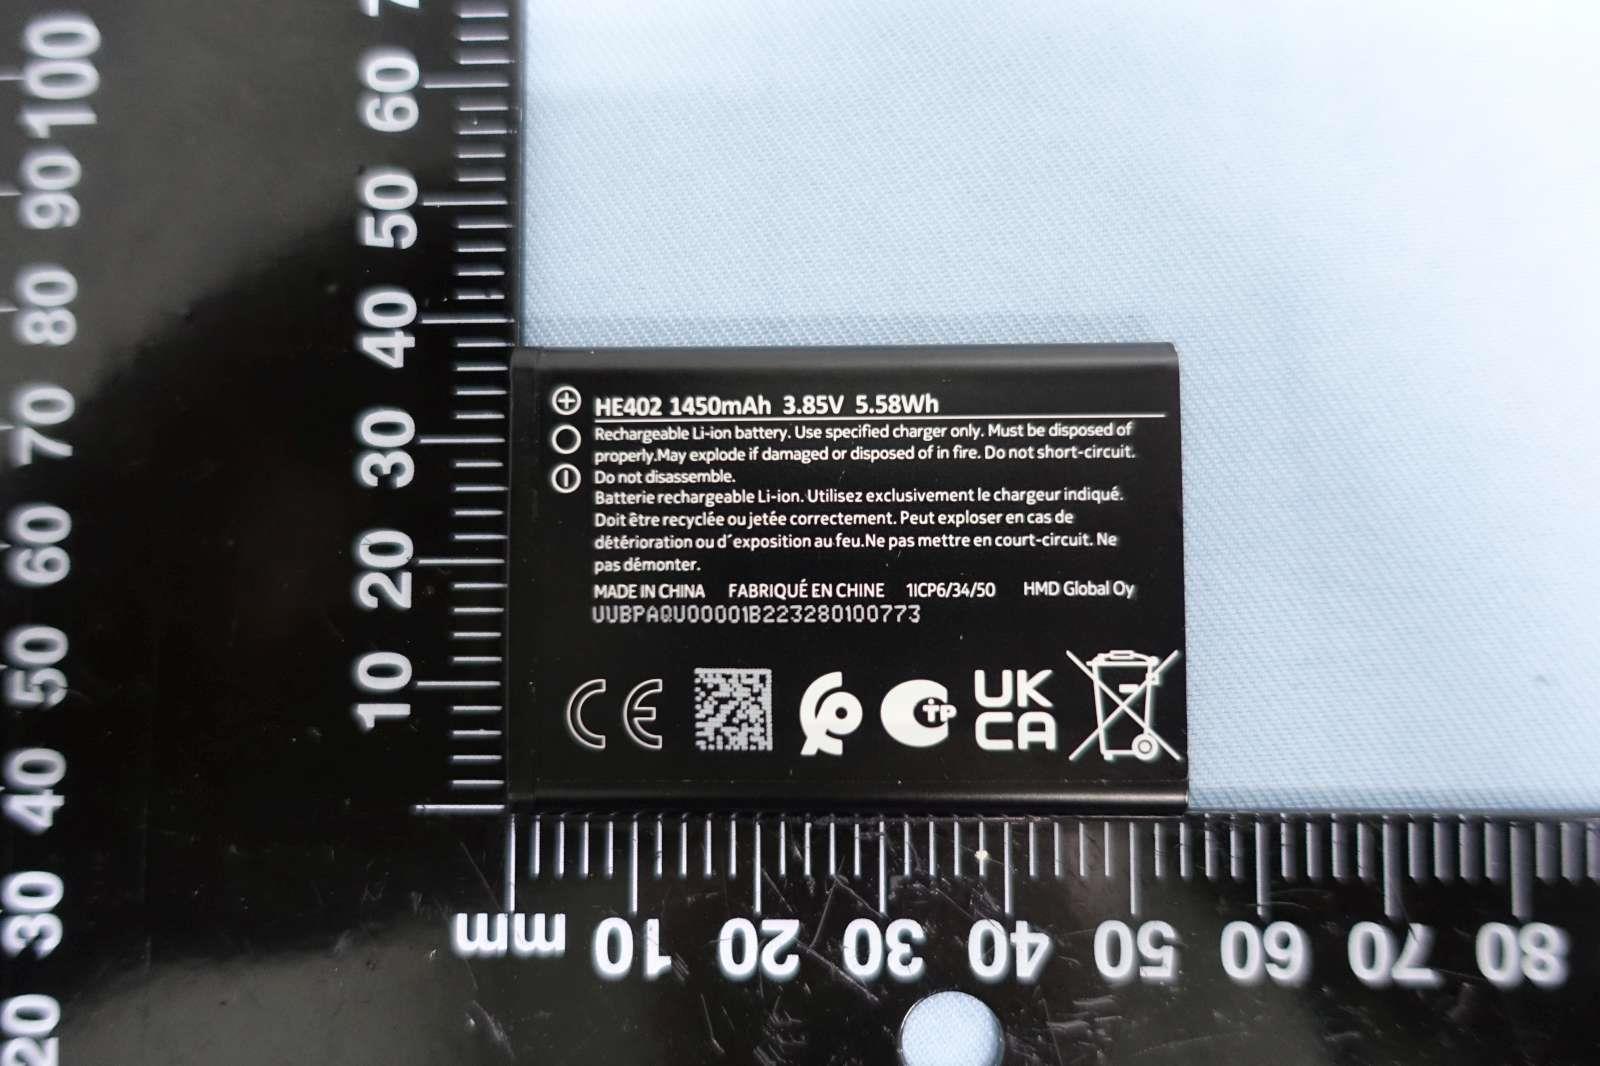 100
90
80
70
60
50
40
30
20
60
50
40
30
20
10
HE402 1450mAh 3.85V 5.58Wh
Rechargeable Li-ion battery. Use specified charger only. Must be disposed of
properly.May explode if damaged or disposed of in fire. Do not short-circuit.
Do not disassemble.
Batterie rechargeable Li-ion. Utilisez exclusivement le chargeur indiqué.
Doit être recyclée ou jetée correctement. Peut exploser en cas de
détérioration ou d´exposition au feu.Ne pas mettre en court-circuit. Ne
pas démonter.
MADE IN CHINA FABRIQUÉ EN CHINE 1ICP6/34/50 HMD Global Oy
UUBPAQU00001B223280100773
CE
TP
UK
CA
mm 10 20 30 40 50 60 70 80